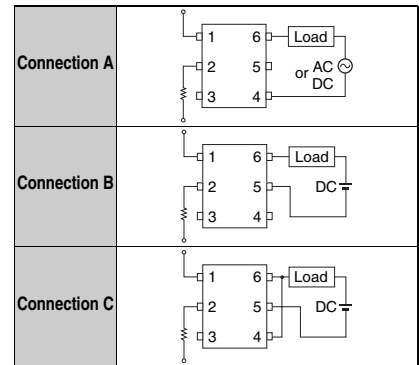 Connection A
1 6 Load
2 5 or AC
DC
3 4
Connection B
1 6 Load
2 5 DC
3 4
Connection C
1 6 Load
2 5 DC
3 4